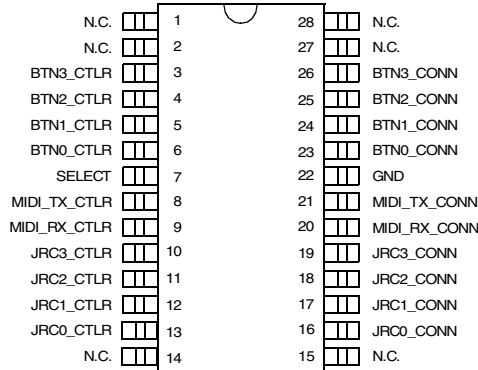 N.C. 1 28 N.C.
N.C. 2 27 N.C.
BTN3_CTLR 3 26 BTN3_CONN
BTN2_CTLR 4 25 BTN2_CONN
BTN1_CTLR 5 24 BTN1_CONN
BTN0_CTLR 6 23 BTN0_CONN
SELECT 7 22 GND
MIDI_TX_CTLR 8 21 MIDI_TX_CONN
MIDI_RX_CTLR 9 20 MIDI_RX_CONN
JRC3_CTLR 10 19 JRC3_CONN
JRC2_CTLR 11 18 JRC2_CONN
JRC1_CTLR 12 17 JRC1_CONN
JRC0_CTLR 13 16 JRC0_CONN
N.C. 14 15 N.C.